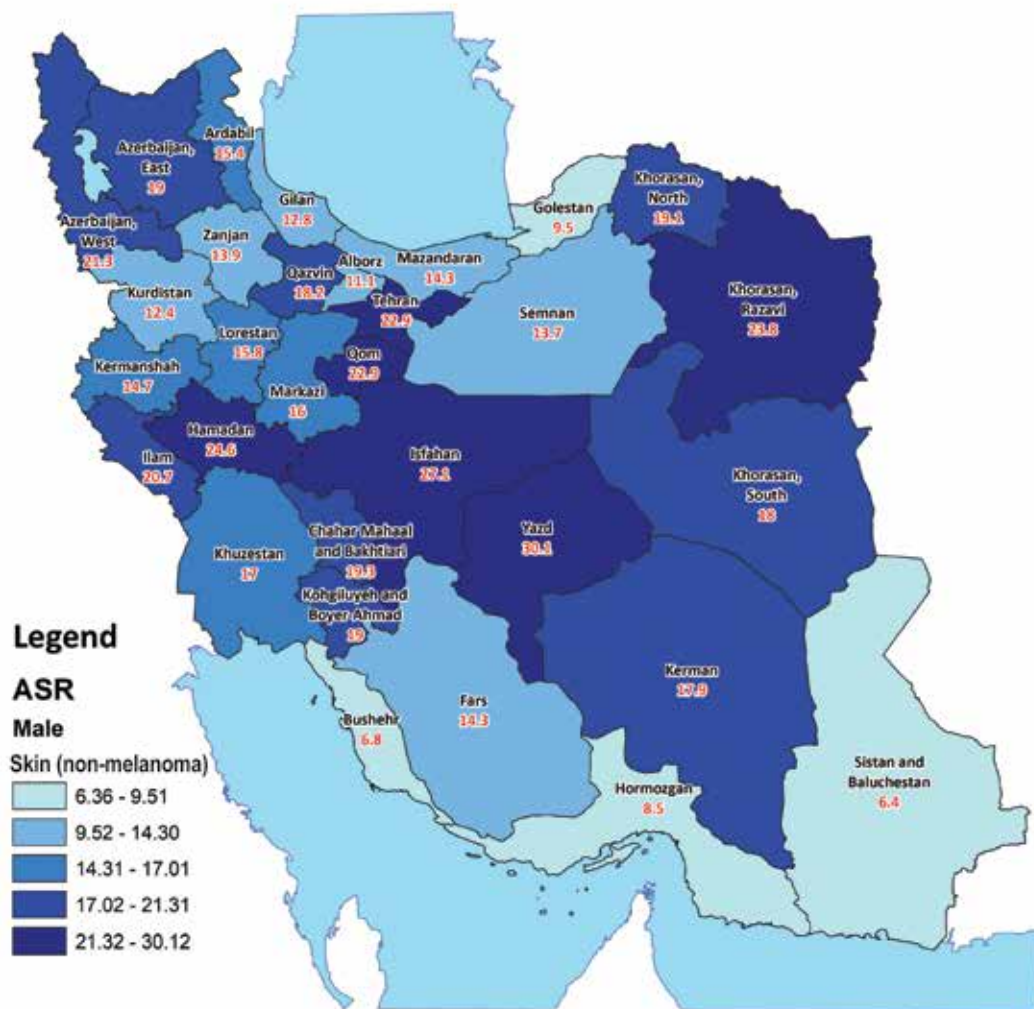 Ardabil
15.4
Azerbaijan,
East
19
Azerbaijan,
West
21.3
Gilan
12.8
Zanjan
13.9
Golestan
9.5
Khorasan,
North
19.1
Mazandaran
14.3
Alborz
11.1
Qazvin
18.2
Tehran
22.9
Kurdistan
12.4
Semnan
13.7
Khorasan,
Razavi
23.8
Lorestan
15.8
Qom
22.9
Kermanshah
14.7
Markazi
16
Hamadan
24.6
Ilam
20.7
Isfahan
27.1
Khorasan,
South
18
Khuzestan
17
Chahar Mahaal
and Bakhtiari
19.3
Yazd
30.1
Kohgiluyeh and
Boyer Ahmad
19
Kerman
17.9
Fars
14.3
Bushehr
6.8
Hormozgan
8.5
Sistan and
Baluchestan
6.4
Legend
ASR
Male
Skin (non-melanoma)
6.36 - 9.51
9.52 - 14.30
14.31 - 17.01
17.02 - 21.31
21.32 - 30.12